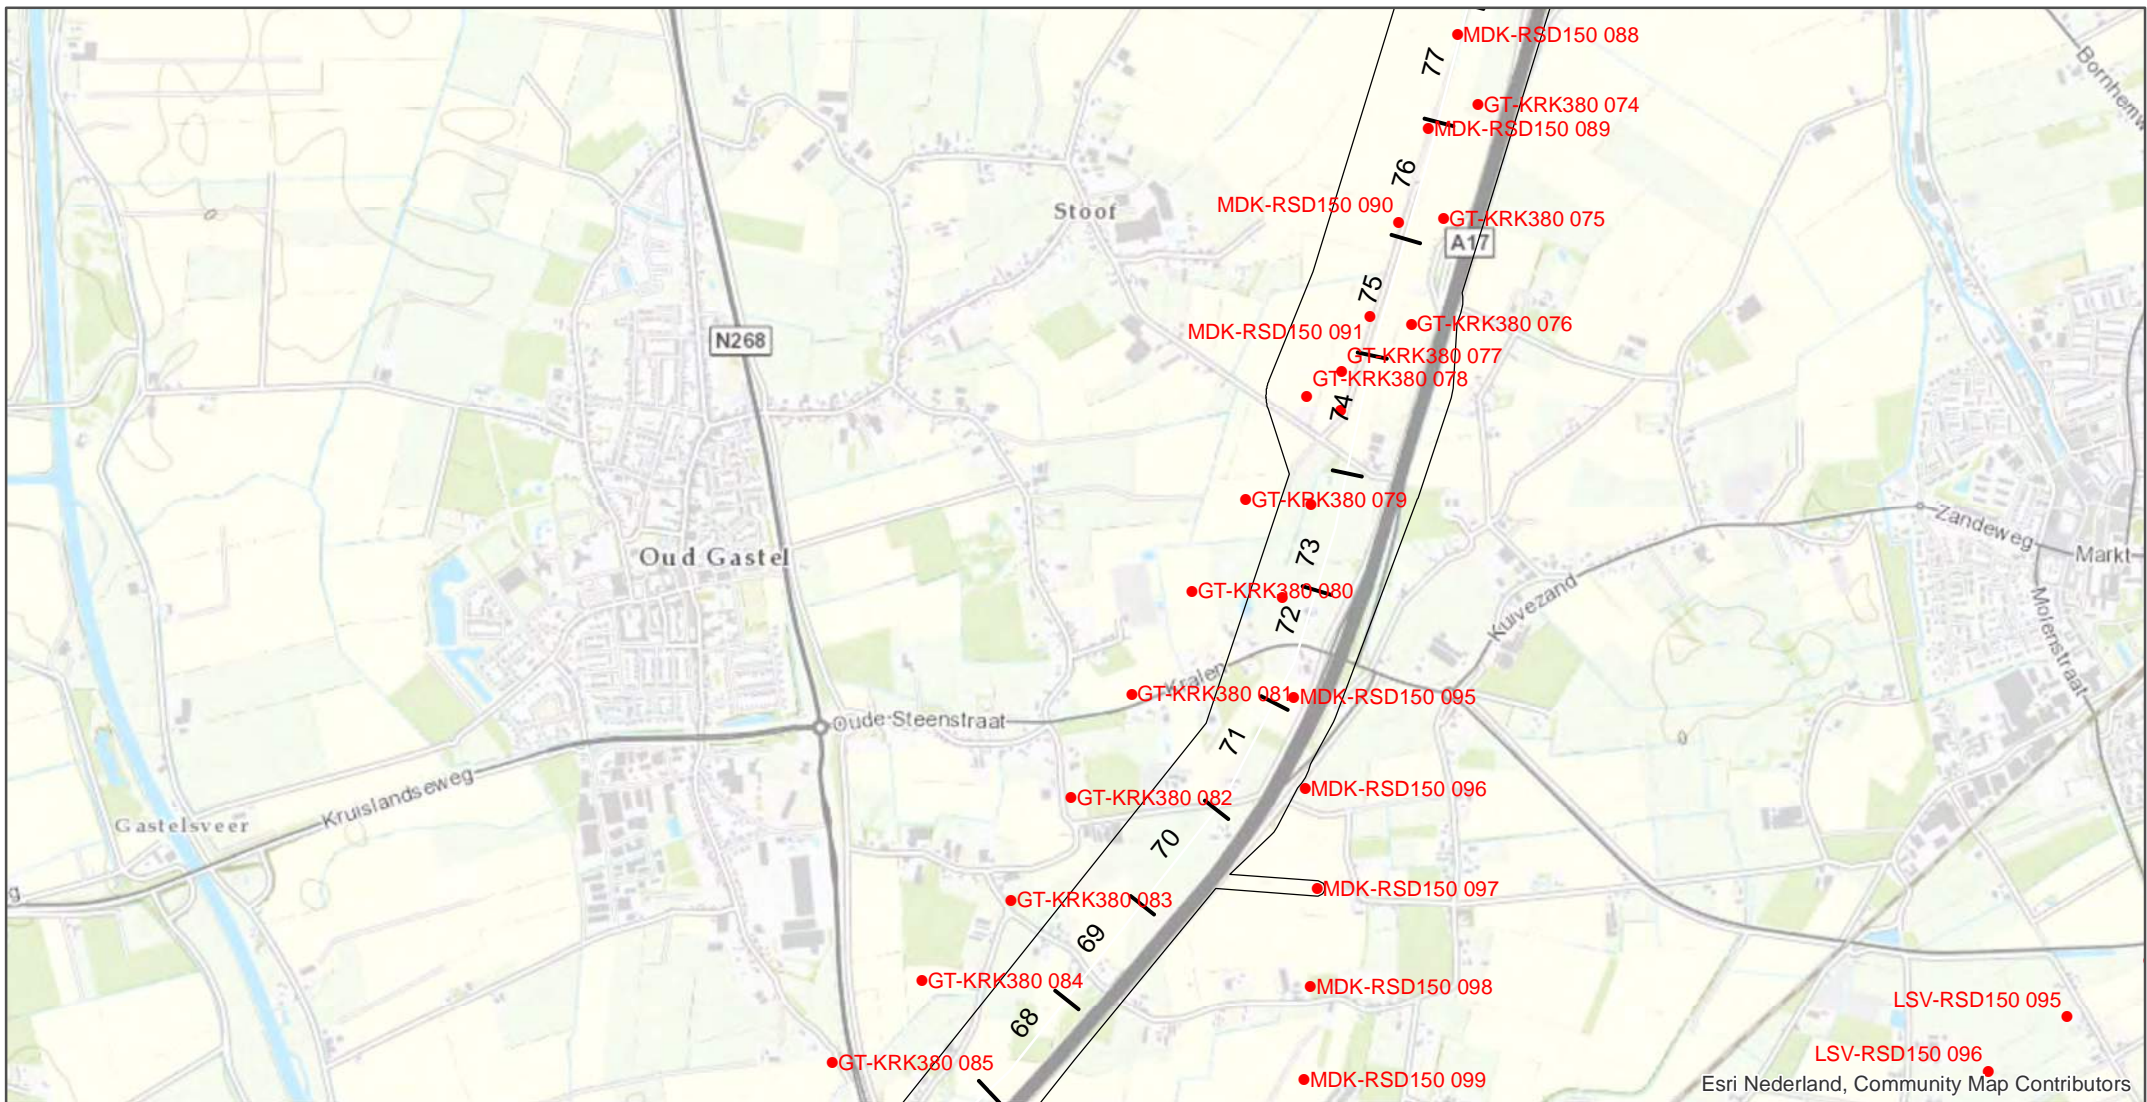 MDK-RSD150 088
77
Bornhemw
GT-KRK380 074
MDK-RSD150 089
76
MDK-RSD150 090
Stoof
GT-KRK380 075
A17
75
MDK-RSD150 091
GT-KRK380 076
N268
GT-KRK380 077
GT-KRK380 078
74
GT-KRK380 079
Zandeweg
Markt
Oud Gastel
73
GT-KRK380 080
72
Kuivezand
Molenstraat
Kralen
GT-KRK380 081
MDK-RSD150 095
Oude Steenstraat
71
MDK-RSD150 096
Kruislandseweg
GT-KRK380 082
Gastelsveer
70
g
MDK-RSD150 097
GT-KRK380 083
69
GT-KRK380 084
MDK-RSD150 098
LSV-RSD150 095
68
LSV-RSD150 096
GT-KRK380 085
MDK-RSD150 099
Esri Nederland, Community Map Contributors